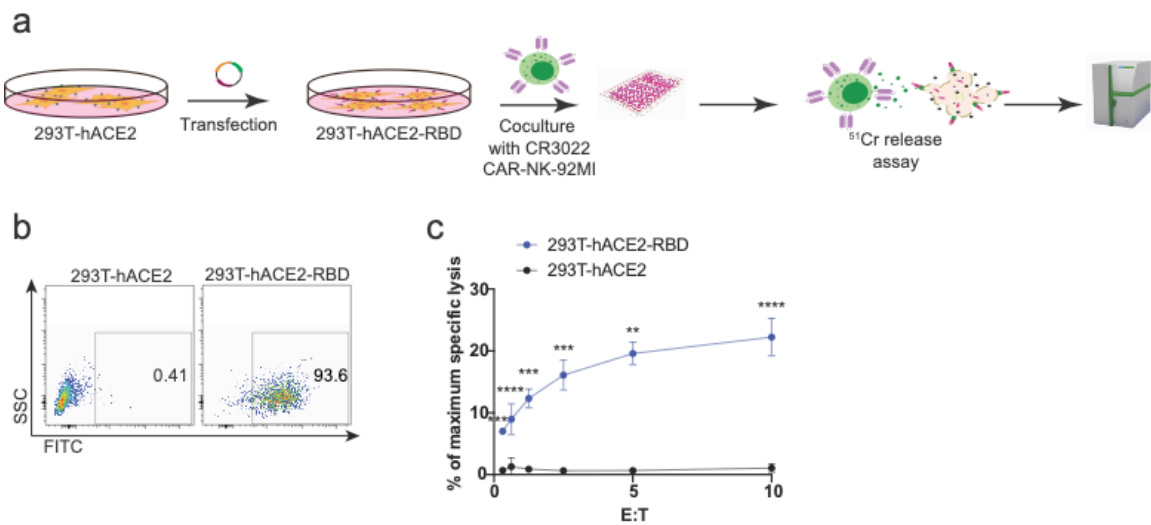 a
293T-hACE2
Transfection
293T-hACE2-RBD
Coculture
with CR3022
CAR-NK-92MI
51Cr release
assay
b
293T-hACE2
293T-hACE2-RBD
0.41
93.6
SSC
FITC
c
293T-hACE2-RBD
293T-hACE2
% of maximum specific lysis
30
20
10
0
***
****
***
***
**
****
0
5
10
E:T